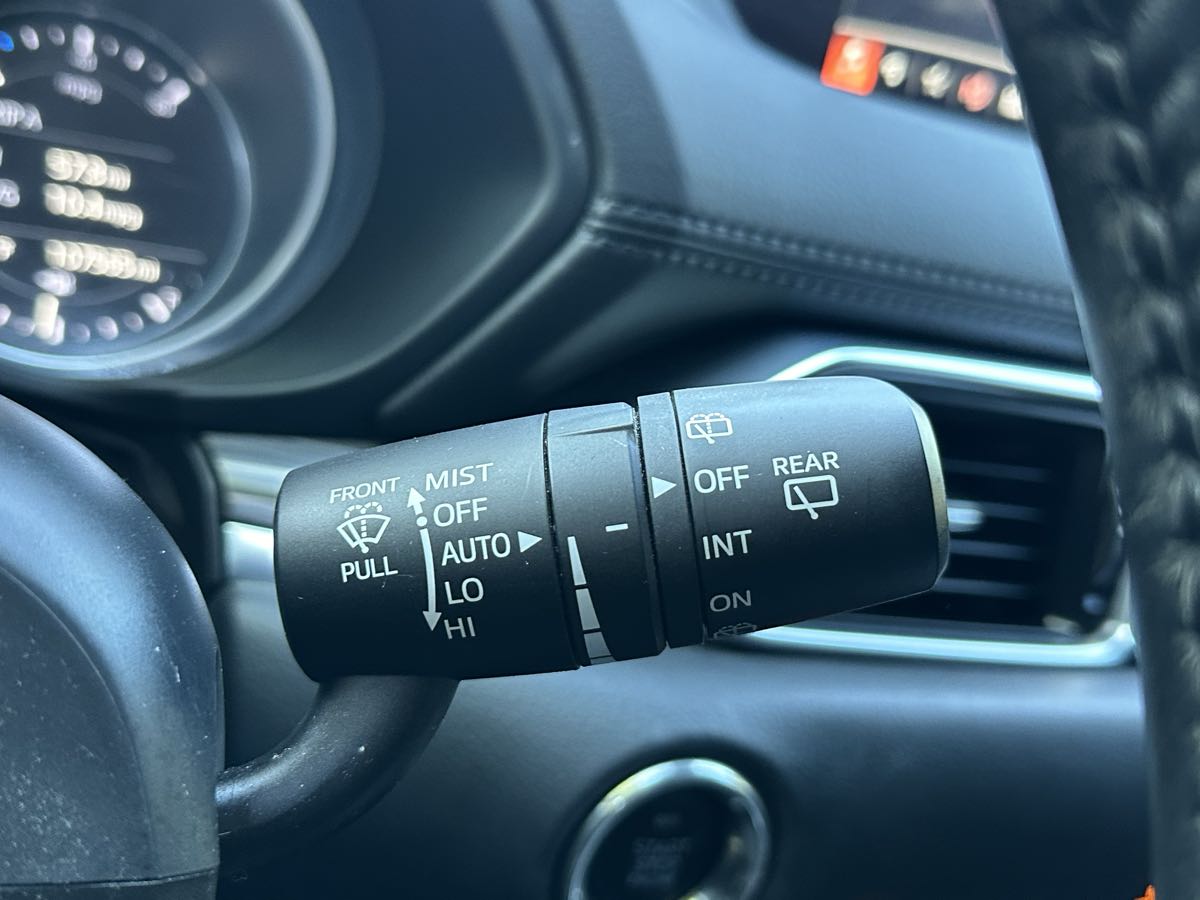 FRONT
PULL
MIST
OFF
AUTO
LO
HI
OFF
INT
ON
REAR